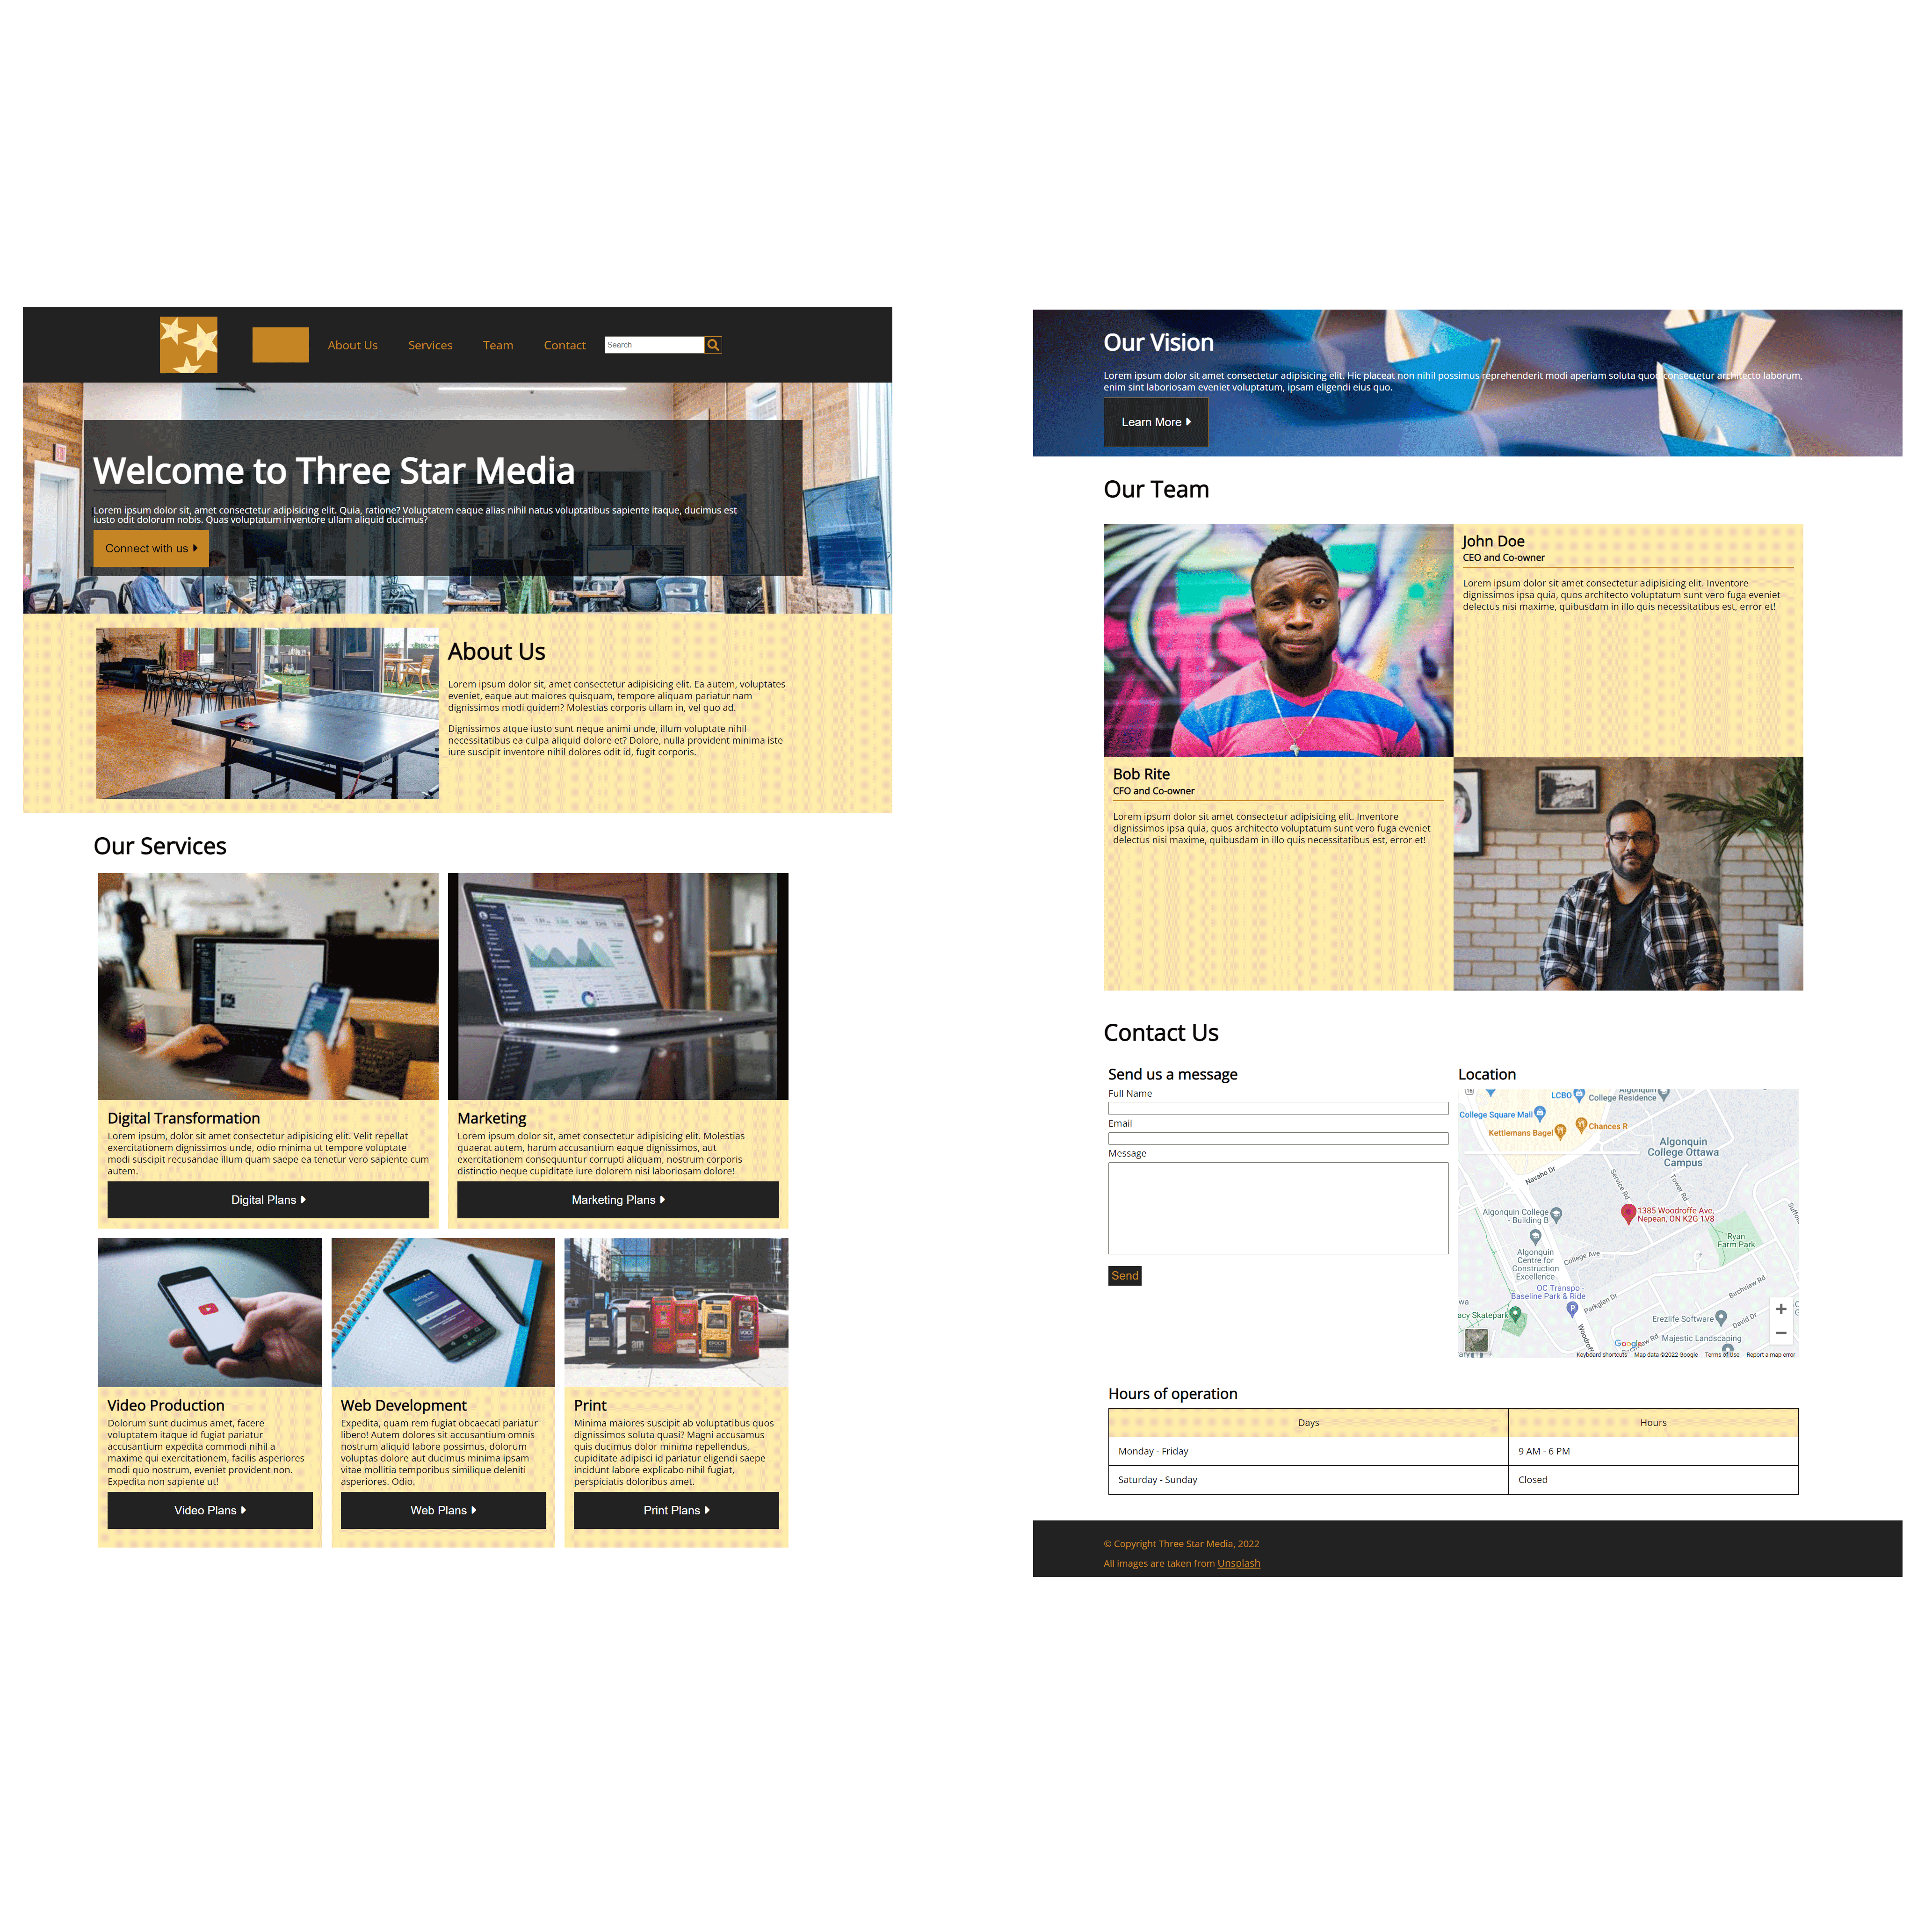 About Us
Services
Team
Contact
Search
Welcome to Three Star Media
Lorem ipsum dolor sit, amet consectetur adipisicing elit. Quia, ratione? Voluptatem eaque alias nihil natus voluptatibus sapiente itaque, ducimus est
iusto odit dolorum nobis. Quas voluptatum inventore ullam aliquid ducimus?
Connect with us
About Us
Lorem ipsum dolor sit, amet consectetur adipisicing elit. Ea autem, voluptates
eveniet, eaque aut maiores quisquam, tempore aliquam pariatur nam
dignissimos modi quidem? Molestias corporis ullam in, vel quo ad.
Dignissimos atque iusto sunt neque animi unde, illum voluptate nihil
necessitatibus ea culpa aliquid dolore et? Dolore, nulla provident minima iste
iure suscipit inventore nihil dolores odit id, fugit corporis.
Our Services
Digital Transformation
Lorem ipsum, dolor sit amet consectetur adipisicing elit. Velit repellat
exercitationem dignissimos unde, odio minima ut tempore voluptate
modi suscipit recusandae illum quam saepe ea tenetur vero sapiente cum
autem.
Digital Plans
Marketing
Lorem ipsum dolor sit, amet consectetur adipisicing elit. Molestias
quaerat autem, harum accusantium eaque dignissimos, aut
exercitationem consequuntur corrupti aliquam, nostrum corporis
distinctio neque cupiditate iure dolorem nisi laboriosam dolore!
Marketing Plans
Video Production
Dolorum sunt ducimus amet, facere
voluptatem itaque id fugiat pariatur
accusantium expedita commodi nihil a
maxime qui exercitationem, facilis asperiores
modi quo nostrum, eveniet provident non.
Expedita non sapiente ut!
Video Plans
Web Development
Expedita, quam rem fugiat obcaecati pariatur
libero! Autem dolores sit accusantium omnis
nostrum aliquid labore possimus, dolorum
voluptas dolore aut ducimus minima ipsam
vitae mollitia temporibus similique deleniti
asperiores. Odio.
Web Plans
Print
Minima maiores suscipit ab voluptatibus quos
dignissimos soluta quasi? Magni accusamus
quis ducimus dolor minima repellendus,
cupiditate adipisci id pariatur eligendi saepe
incidunt labore explicabo nihil fugiat,
perspiciatis doloribus amet.
Print Plans
Our Vision
Lorem ipsum dolor sit amet consectetur adipisicing elit. Hic placeat non nihil possimus reprehenderit modi aperiam soluta quod consectetur architecto laborum,
enim sint laboriosam eveniet voluptatum, ipsam eligendi eius quo.
Learn More
Our Team
John Doe
CEO and Co-owner
Lorem ipsum dolor sit amet consectetur adipisicing elit. Inventore
dignissimos ipsa quia, quos architecto voluptatum sunt vero fuga eveniet
delectus nisi maxime, quibusdam in illo quis necessitatibus est, error et!
Bob Rite
CFO and Co-owner
Lorem ipsum dolor sit amet consectetur adipisicing elit. Inventore
dignissimos ipsa quia, quos architecto voluptatum sunt vero fuga eveniet
delectus nisi maxime, quibusdam in illo quis necessitatibus est, error et!
Contact Us
Send us a message
Full Name
Email
Message
Send
Location
LCBO
Algonquin
College Residence
College Square Mall
Kettlemans Bagel
Chances R
Algonquin
College Ottawa
Campus
Navaho Dr
Service Rd
Tower Rd
Algonquin College
- Building B
1385 Woodroffe Ave,
Nepean, ON K2G 1V8
Ryan
Farm Park
Algonquin
Centre for
Construction
Excellence
College Ave
OC Transpo
Baseline Park & Ride
Parkglen Dr
Birchview Rd
David Dr
Erezlife Software
Majestic Landscaping
acy Skatepark
Google
Keyboard shortcuts
Map data ©2022 Google
Terms of Use
Report a map error
Hours of operation
Days
Hours
Monday - Friday
9 AM - 6 PM
Saturday - Sunday
Closed
© Copyright Three Star Media, 2022
All images are taken from Unsplash